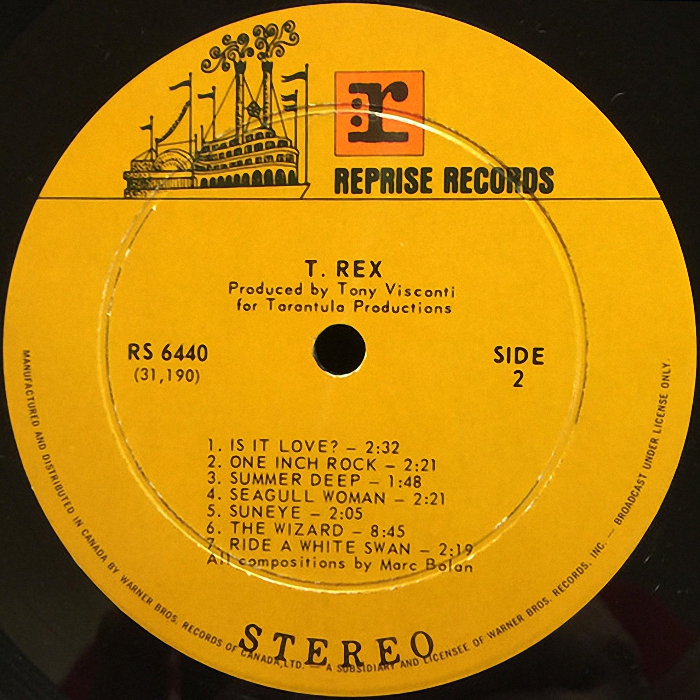 r
REPRISE RECORDS
T. REX
Produced by Tony Visconti
for Tarantula Productions
RS 6440
(31,190)
SIDE
2
1. IS IT LOVE? – 2:32
2. ONE INCH ROCK – 2:21
3. SUMMER DEEP – 1:48
4. SEAGULL WOMAN – 2:21
5. SUNEYE – 2:05
6. THE WIZARD – 8:45
7. RIDE A WHITE SWAN – 2:19
All compositions by Marc Bolan
STEREO
MANUFACTURED AND DISTRIBUTED IN CANADA BY WARNER BROS. RECORDS OF CANADA, LTD. — A SUBSIDIARY AND LICENSEE OF WARNER BROS. RECORDS, INC. — BROADCAST UNDER LICENSE ONLY.